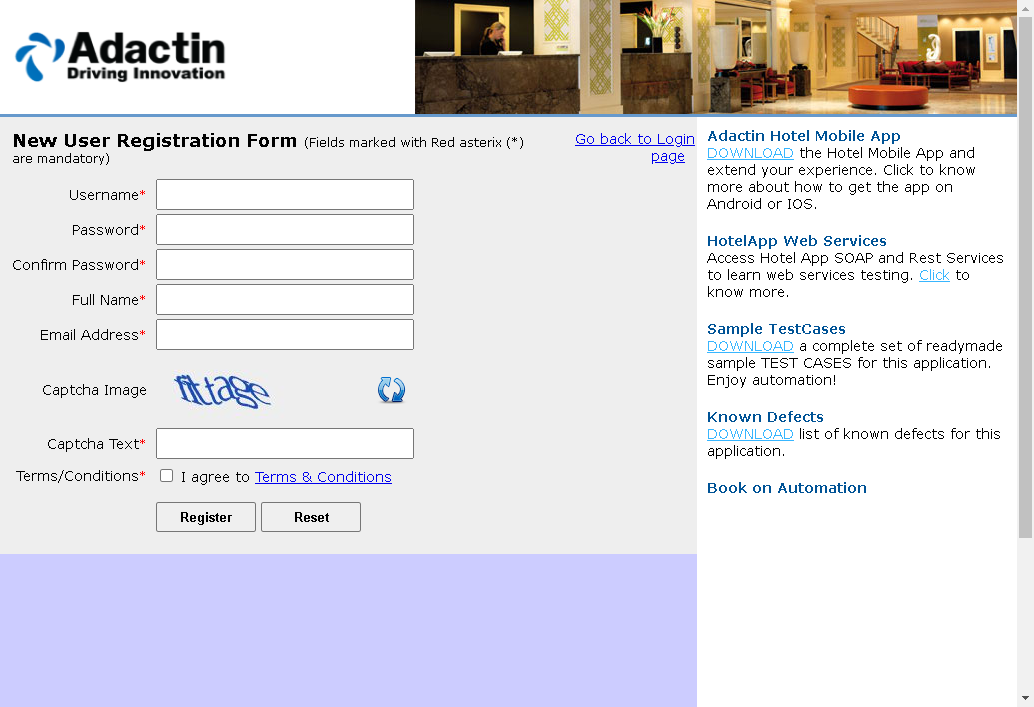 Adactin
Driving Innovation
New User Registration Form (Fields marked with Red asterix (*)
are mandatory)
Go back to Login
page
Username*
Password*
Confirm Password*
Full Name*
Email Address*
Captcha Image
fittage
Captcha Text*
Terms/Conditions* I agree to Terms & Conditions
Register Reset
Adactin Hotel Mobile App
DOWNLOAD the Hotel Mobile App and
extend your experience. Click to know
more about how to get the app on
Android or IOS.
HotelApp Web Services
Access Hotel App SOAP and Rest Services
to learn web services testing. Click to
know more.
Sample TestCases
DOWNLOAD a complete set of readymade
sample TEST CASES for this application.
Enjoy automation!
Known Defects
DOWNLOAD list of known defects for this
application.
Book on Automation